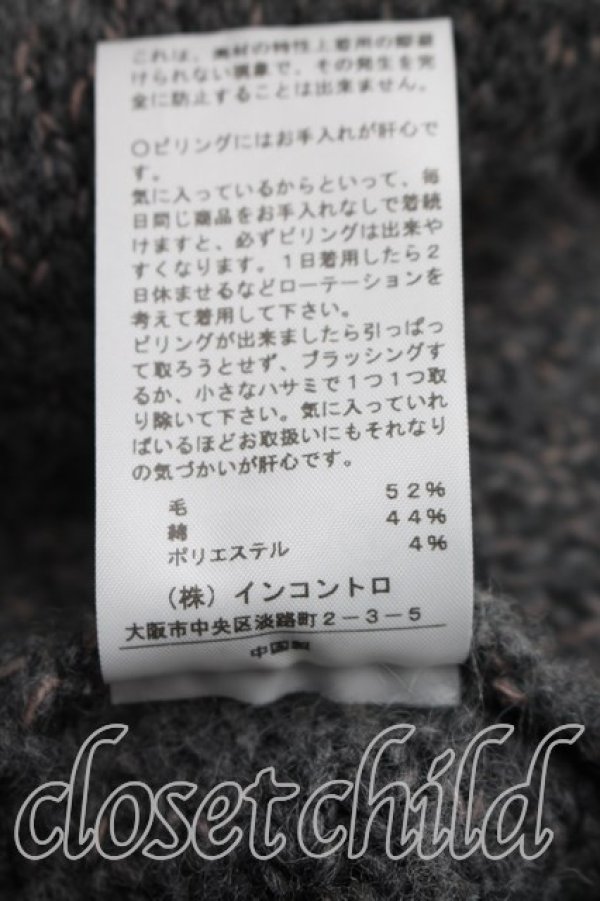 これは、素材の特性上着用の際避
けられない現象で、その発生を完
全に防止することは出来ません。
〇ピリングにはお手入れが肝心で
す。
気に入っているからといって、毎
日同じ商品をお手入れなしで着続
けますと、必ずピリングは出来や
すくなります。1日着用したら2
日休ませるなどローテーションを
考えて着用して下さい。
ピリングが出来ましたら引っぱっ
て取ろうとせず、ブラッシングす
るか、小さなハサミで1つ1つ取
り除いて下さい。気に入っていれ
ばいるほどお取扱いにもそれなり
の気づかいが肝心です。
毛 52%
綿 44%
ポリエステル 4%
(株)インコントロ
大阪市中央区淡路町2-3-5
中国製
closetchild